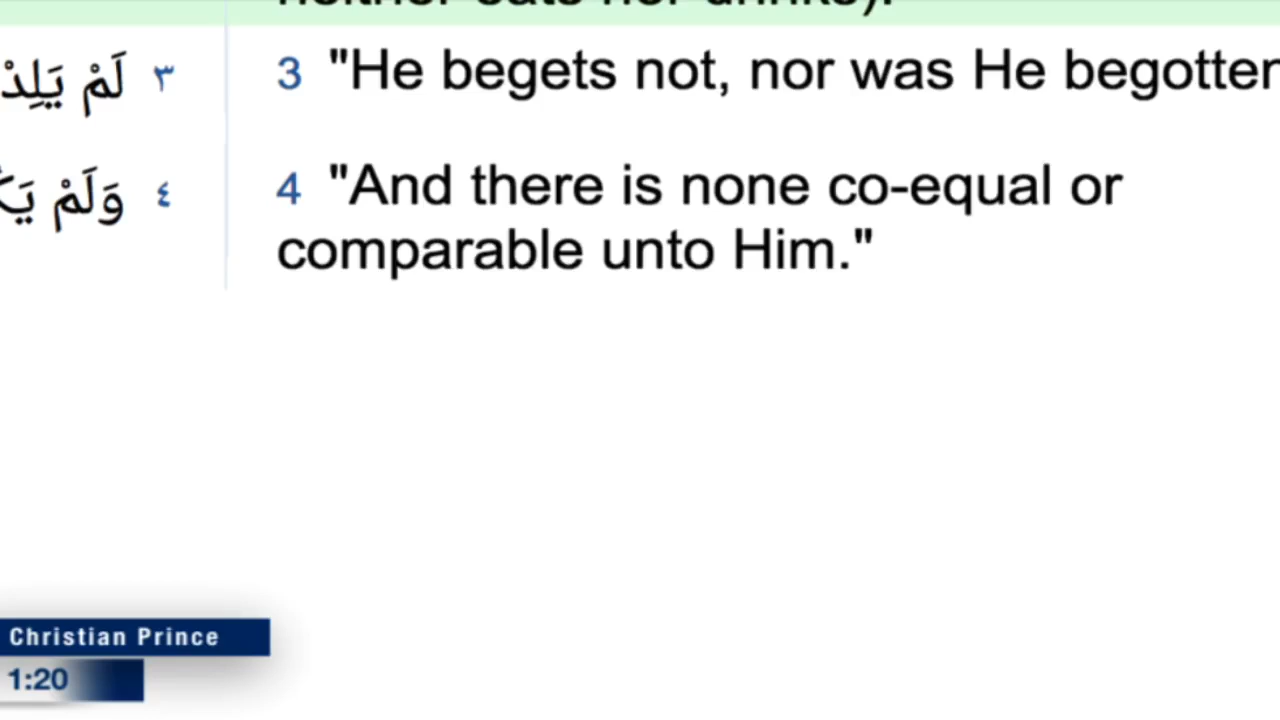 لَمْ يَلِدْ ٣
3 "He begets not, nor was He begotten
وَلَمْ ٤
4 "And there is none co-equal or
comparable unto Him."
Christian Prince
1:20